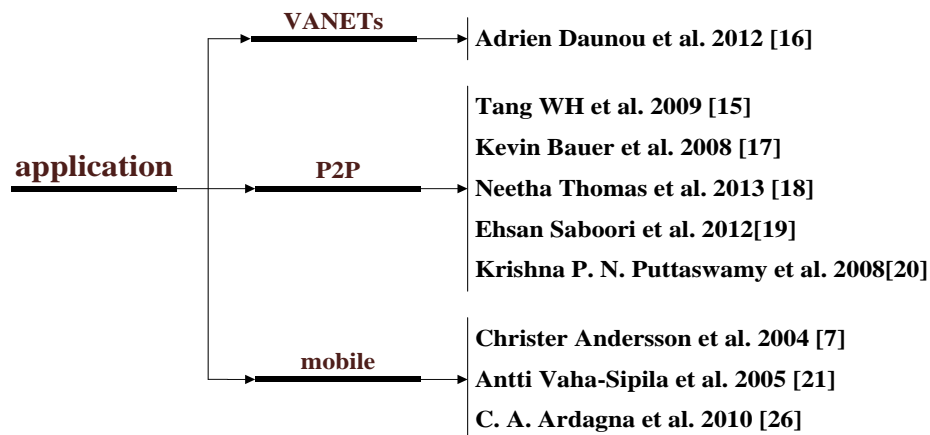 VANETs
Adrien Daunou et al. 2012 [16]
application
P2P
Tang WH et al. 2009 [15]
Kevin Bauer et al. 2008 [17]
Neetha Thomas et al. 2013 [18]
Ehsan Saboori et al. 2012[19]
Krishna P. N. Puttaswamy et al. 2008[20]
mobile
Christer Andersson et al. 2004 [7]
Antti Vaha-Sipila et al. 2005 [21]
C. A. Ardagna et al. 2010 [26]